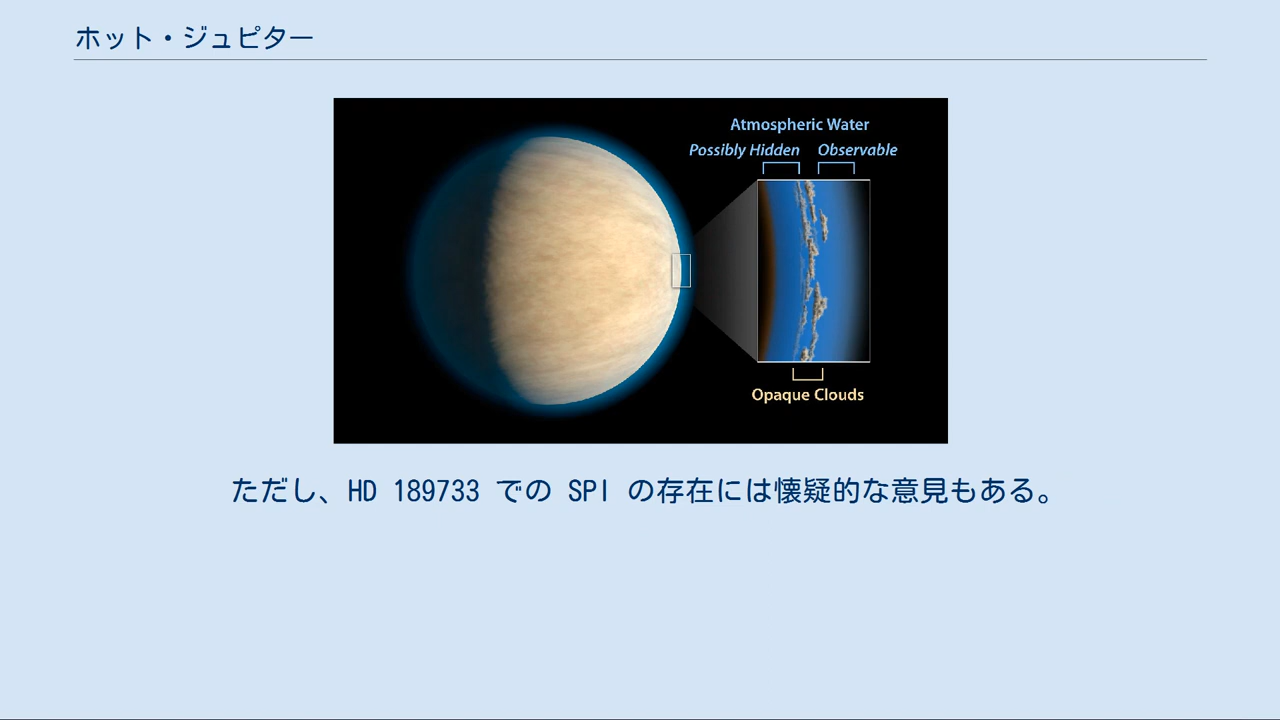 ホット・ジュピター
Atmospheric Water
Possibly Hidden Observable
Opaque Clouds
ただし、HD 189733 での SPI の存在には懐疑的な意見もある。